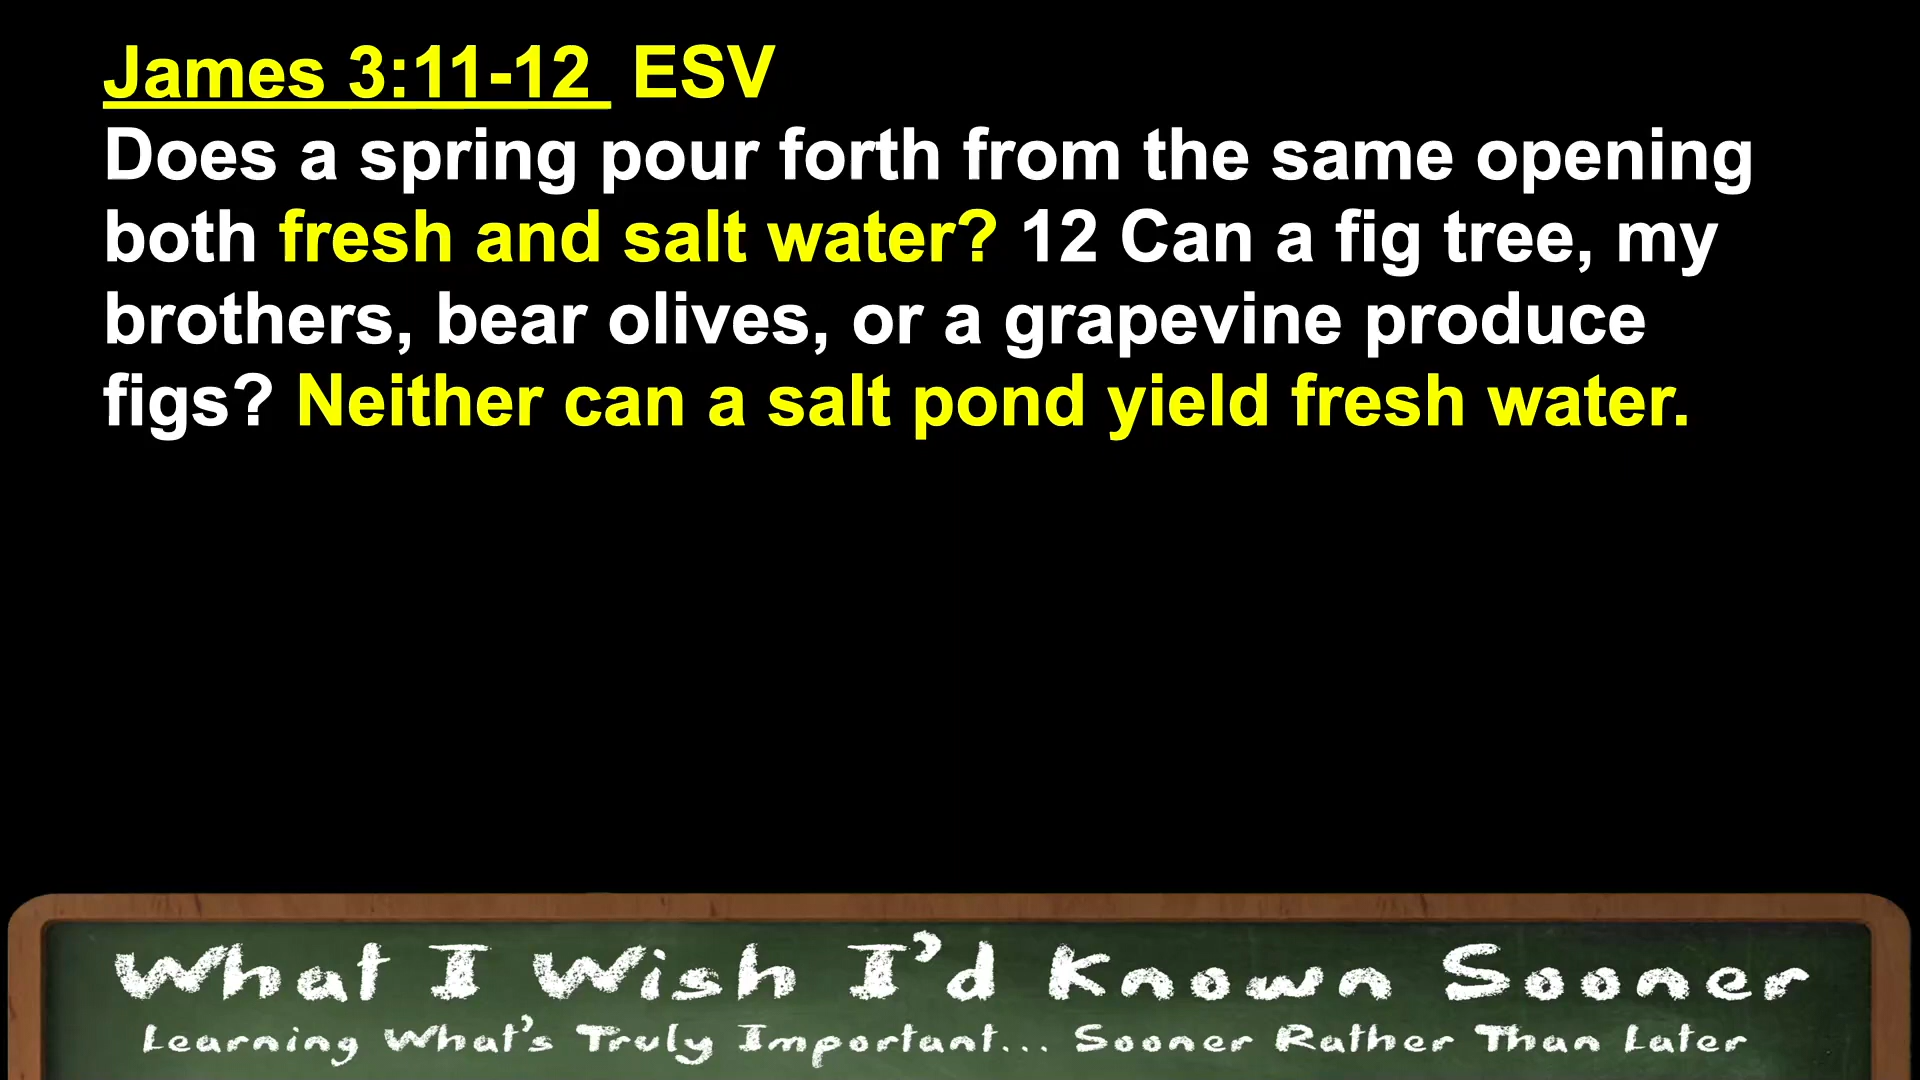 James 3:11-12 ESV
Does a spring pour forth from the same opening
both fresh and salt water? 12 Can a fig tree, my
brothers, bear olives, or a grapevine produce
figs? Neither can a salt pond yield fresh water.
What I Wish I'd Known Sooner
Learning What's Truly Important... Sooner Rather Than Later